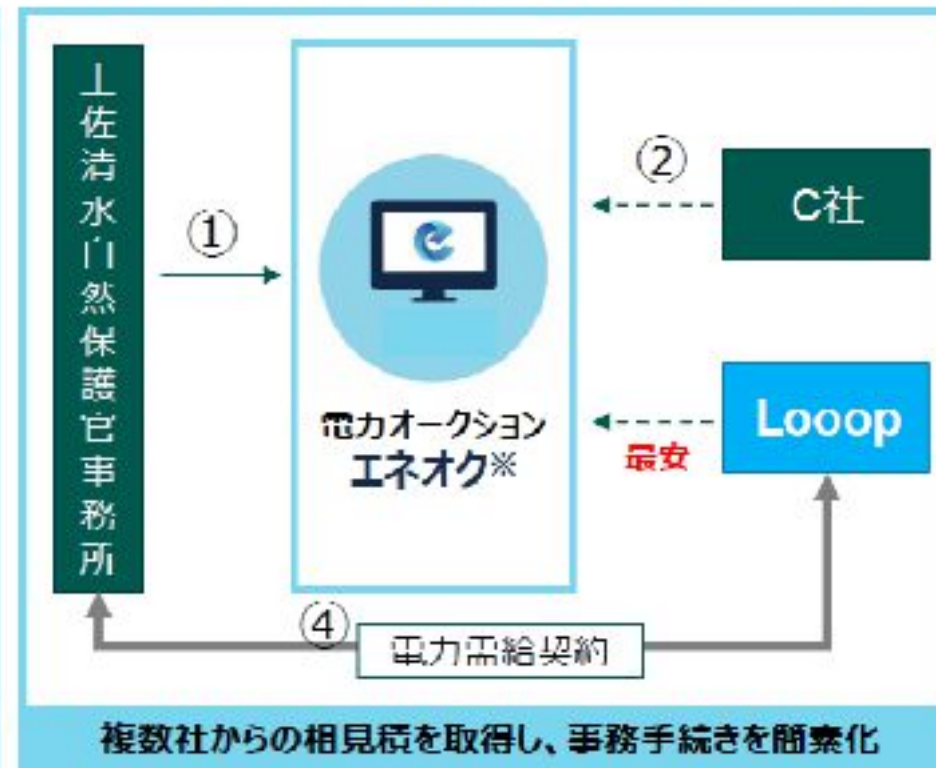 土佐清水自然保護官事務所
①
②
C社
Looop
最安
電力オークション
エネオク※
④
電力需給契約
複数社からの相見積を取得し、事務手続きを簡素化